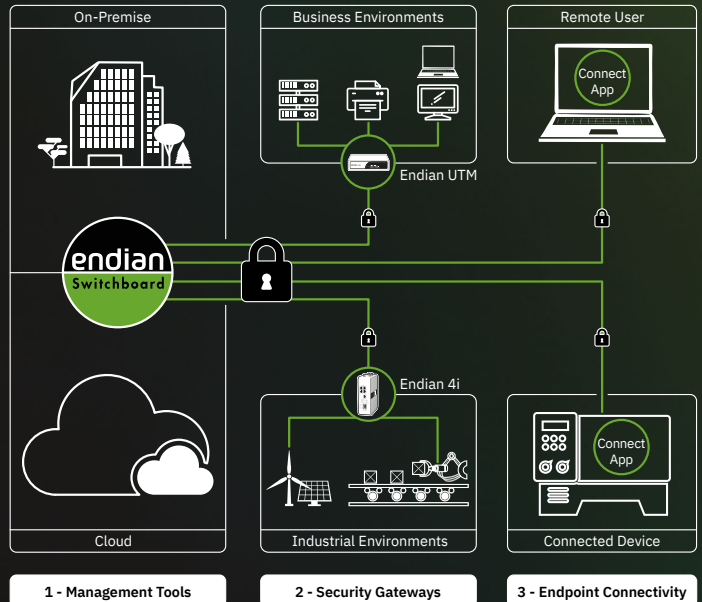 On-Premise
Business Environments
Remote User
Connect
App
Endian UTM
endian
Switchboard
Endian 4i
Connect
App
Cloud
Industrial Environments
Connected Device
1 - Management Tools
2 - Security Gateways
3 - Endpoint Connectivity